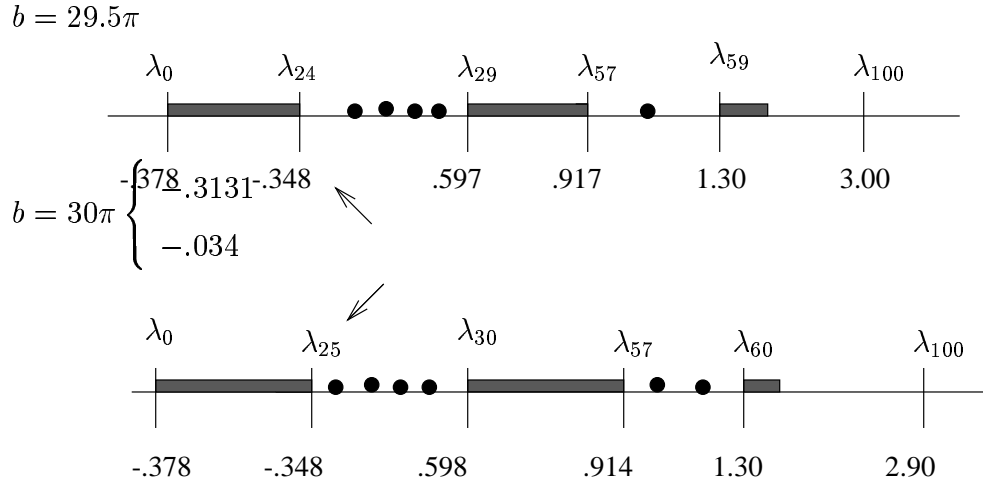 b = 29.5π
λ₀ λ₂₄ λ₂₉ λ₅₇ λ₅₉ λ₁₀₀
-.378 -.348 .597 .917 1.30 3.00
b = 30π { −.3131
−.034
λ₀ λ₂₅ λ₃₀ λ₅₇ λ₆₀ λ₁₀₀
-.378 -.348 .598 .914 1.30 2.90